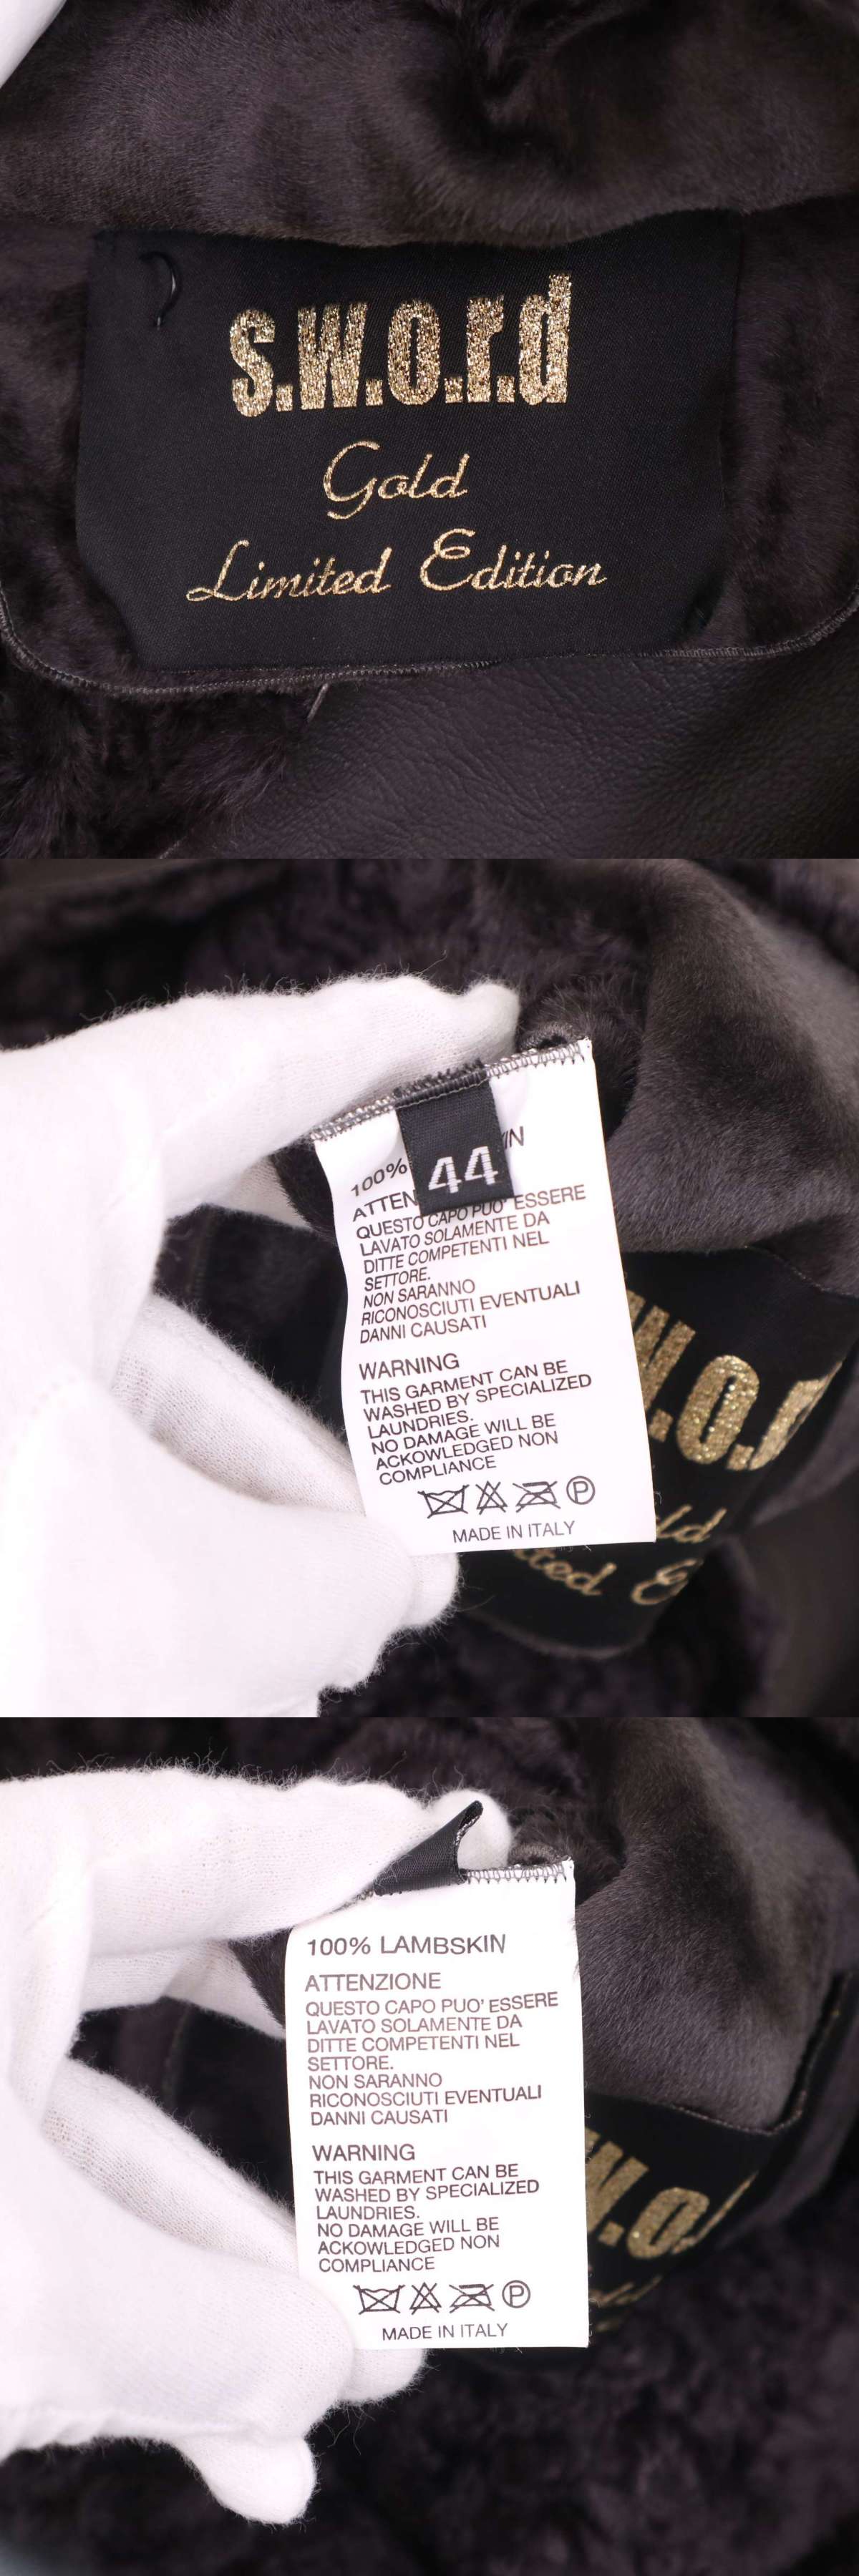 s.w.o.r.d
Gold
Limited Edition
44
100%
QUESTO CAPO PUO' ESSERE
LAVATO SOLAMENTE DA
DITTE COMPETENTI NEL
SETTORE.
NON SARANNO
RICONOSCIUTI EVENTUALI
DANNI CAUSATI
WARNING
THIS GARMENT CAN BE
WASHED BY SPECIALIZED
LAUNDRIES.
NO DAMAGE WILL BE
ACKOWLEDGED NON
COMPLIANCE
P
MADE IN ITALY
100% LAMBSKIN
ATTENZIONE
QUESTO CAPO PUO' ESSERE
LAVATO SOLAMENTE DA
DITTE COMPETENTI NEL
SETTORE.
NON SARANNO
RICONOSCIUTI EVENTUALI
DANNI CAUSATI
WARNING
THIS GARMENT CAN BE
WASHED BY SPECIALIZED
LAUNDRIES.
NO DAMAGE WILL BE
ACKOWLEDGED NON
COMPLIANCE
P
MADE IN ITALY